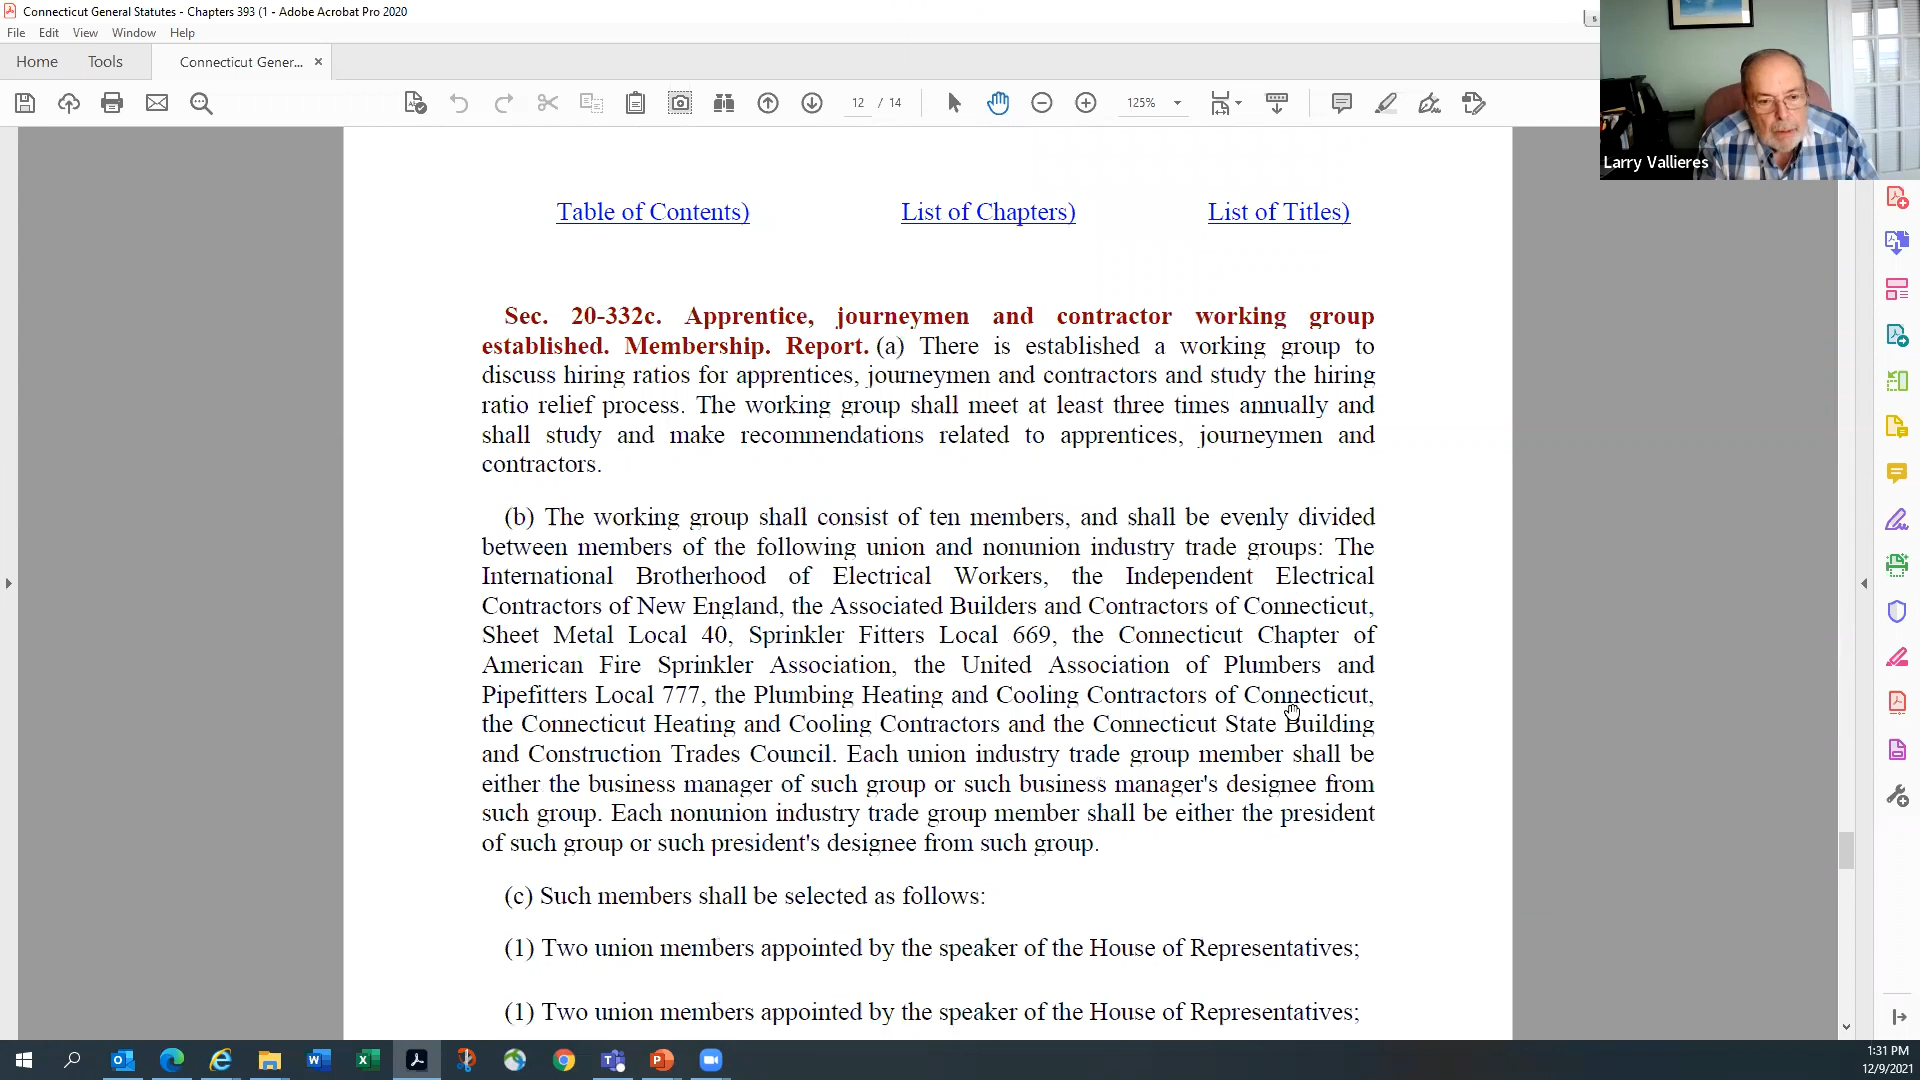 Connecticut General Statutes - Chapters 393 (1 - Adobe Acrobat Pro 2020
File Edit View Window Help
Home Tools Connecticut Gener... ×
12 / 14 125%
Larry Vallieres
Table of Contents) List of Chapters) List of Titles)
Sec. 20-332c. Apprentice, journeymen and contractor working group
established. Membership. Report. (a) There is established a working group to
discuss hiring ratios for apprentices, journeymen and contractors and study the hiring
ratio relief process. The working group shall meet at least three times annually and
shall study and make recommendations related to apprentices, journeymen and
contractors.
(b) The working group shall consist of ten members, and shall be evenly divided
between members of the following union and nonunion industry trade groups: The
International Brotherhood of Electrical Workers, the Independent Electrical
Contractors of New England, the Associated Builders and Contractors of Connecticut,
Sheet Metal Local 40, Sprinkler Fitters Local 669, the Connecticut Chapter of
American Fire Sprinkler Association, the United Association of Plumbers and
Pipefitters Local 777, the Plumbing Heating and Cooling Contractors of Connecticut,
the Connecticut Heating and Cooling Contractors and the Connecticut State Building
and Construction Trades Council. Each union industry trade group member shall be
either the business manager of such group or such business manager's designee from
such group. Each nonunion industry trade group member shall be either the president
of such group or such president's designee from such group.
(c) Such members shall be selected as follows:
(1) Two union members appointed by the speaker of the House of Representatives;
(1) Two union members appointed by the speaker of the House of Representatives;
1:31 PM
12/9/2021